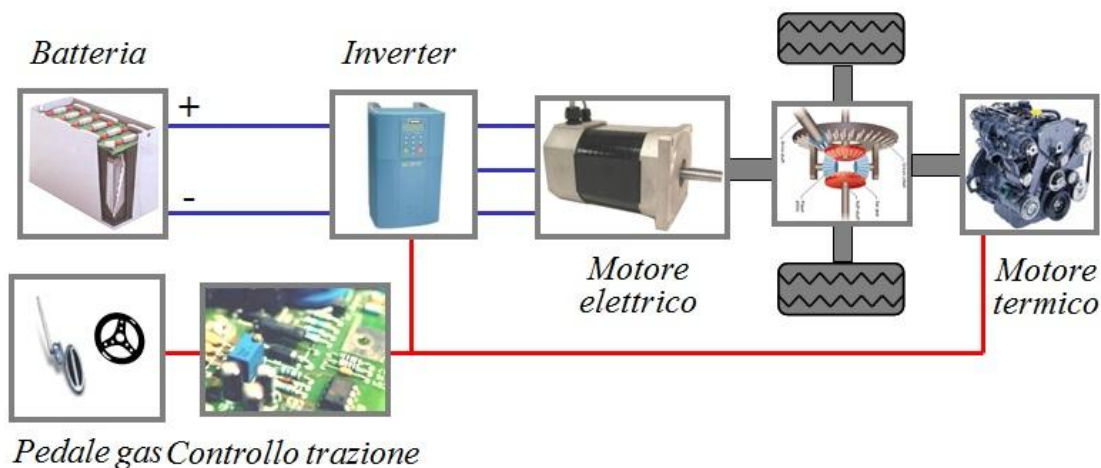 Batteria
Inverter
+
-
Motore
elettrico
Motore
termico
Pedale gas
Controllo trazione